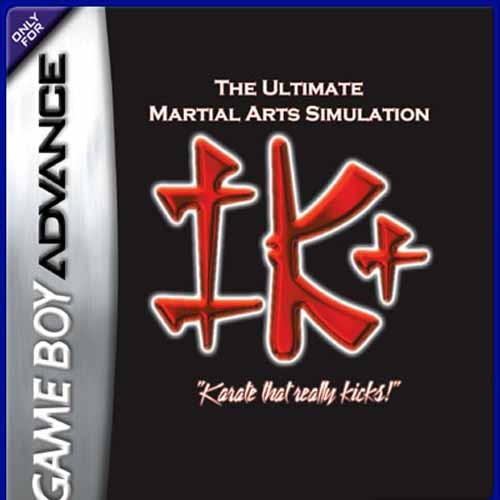 ONLY
FOR
GAME BOY ADVANCE
THE ULTIMATE
MARTIAL ARTS SIMULATION
IK+
"Karate that really kicks!"